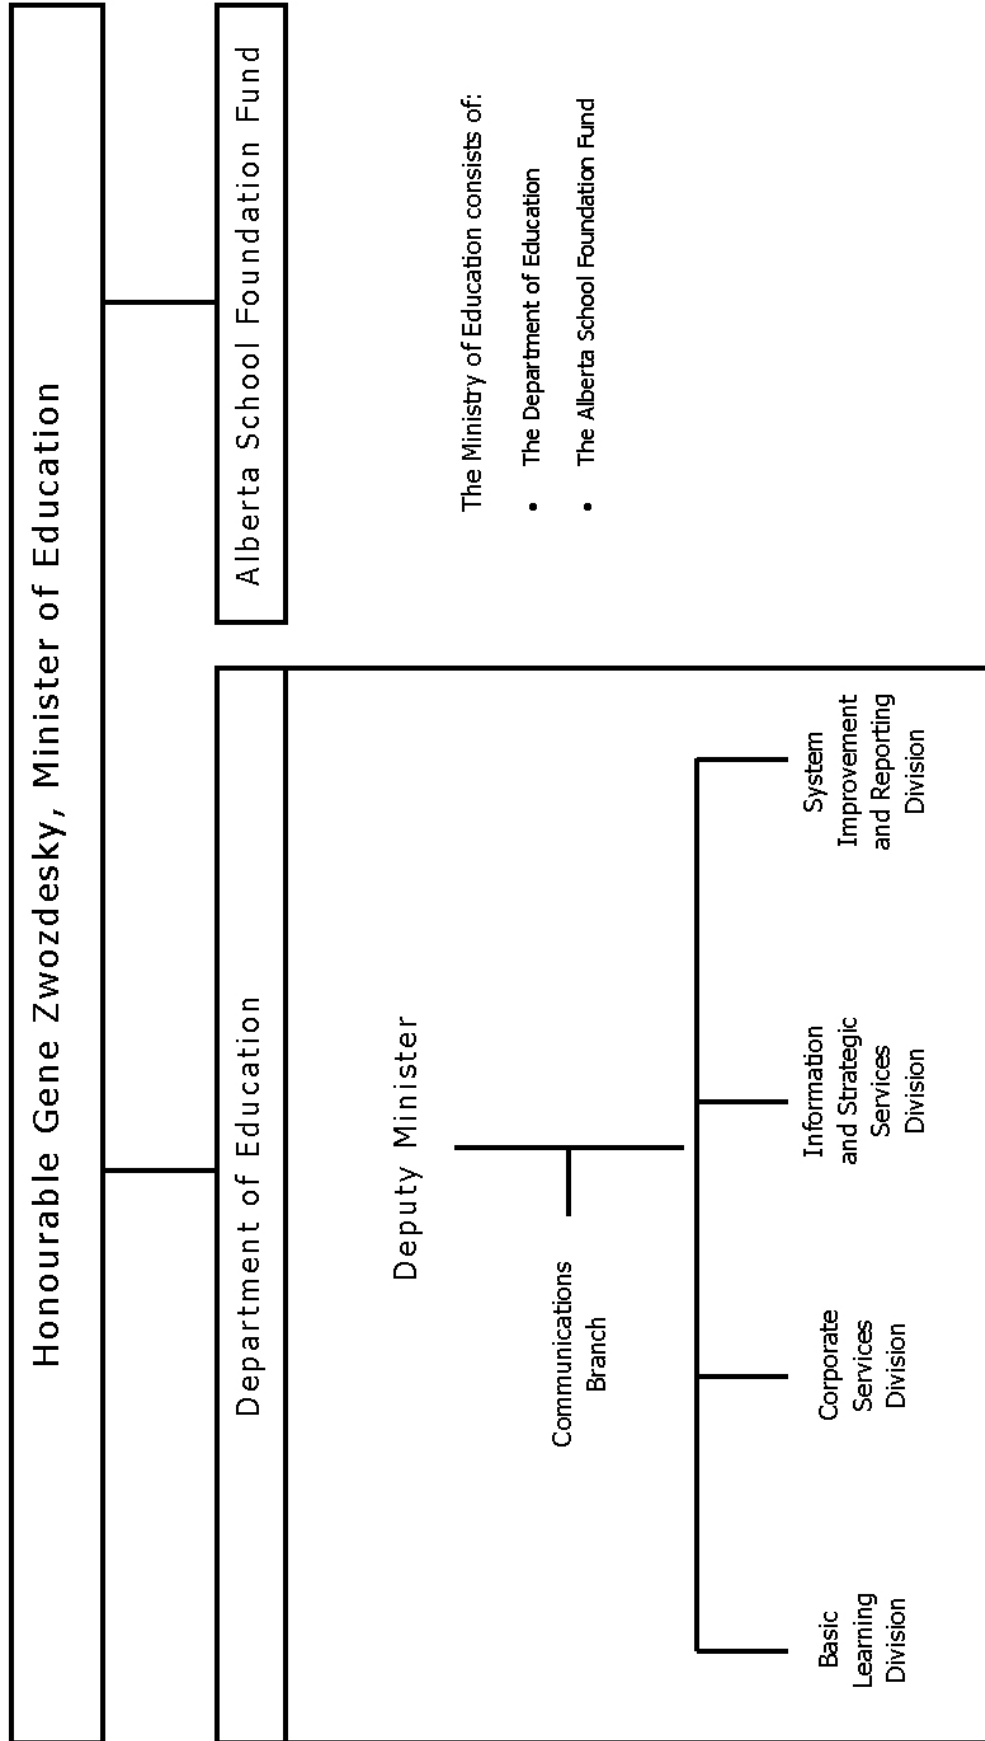 Honourable Gene Zwozdesky, Minister of Education
Department of Education
Alberta School Foundation Fund
Deputy Minister
Communications
Branch
Basic
Learning
Division
Corporate
Services
Division
Information
and Strategic
Services
Division
System
Improvement
and Reporting
Division
The Ministry of Education consists of:
• The Department of Education
• The Alberta School Foundation Fund